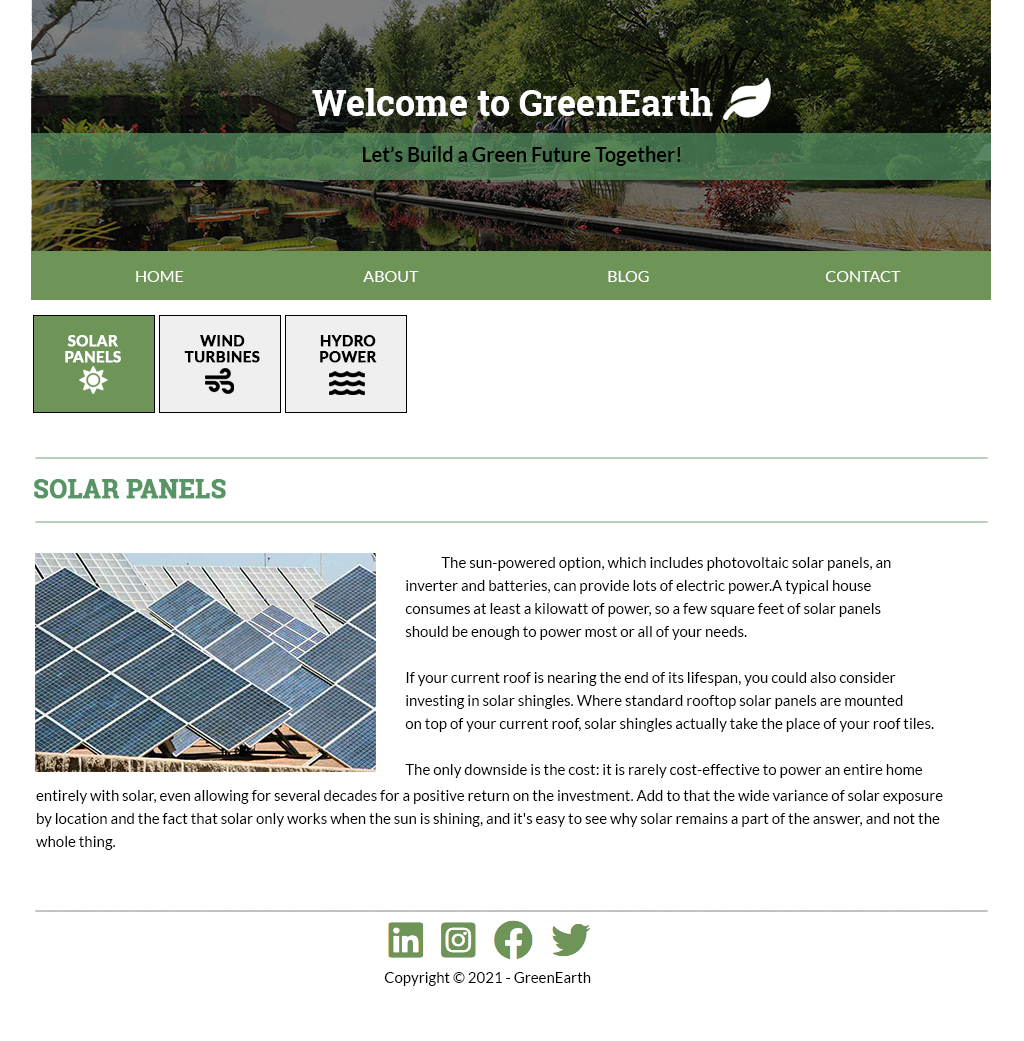 Welcome to GreenEarth
Let’s Build a Green Future Together!
HOME ABOUT BLOG CONTACT
SOLAR
PANELS
WIND
TURBINES
HYDRO
POWER
SOLAR PANELS
The sun-powered option, which includes photovoltaic solar panels, an
inverter and batteries, can provide lots of electric power.A typical house
consumes at least a kilowatt of power, so a few square feet of solar panels
should be enough to power most or all of your needs.
If your current roof is nearing the end of its lifespan, you could also consider
investing in solar shingles. Where standard rooftop solar panels are mounted
on top of your current roof, solar shingles actually take the place of your roof tiles.
The only downside is the cost: it is rarely cost-effective to power an entire home
entirely with solar, even allowing for several decades for a positive return on the investment. Add to that the wide variance of solar exposure
by location and the fact that solar only works when the sun is shining, and it's easy to see why solar remains a part of the answer, and not the
whole thing.
in
Copyright © 2021 - GreenEarth